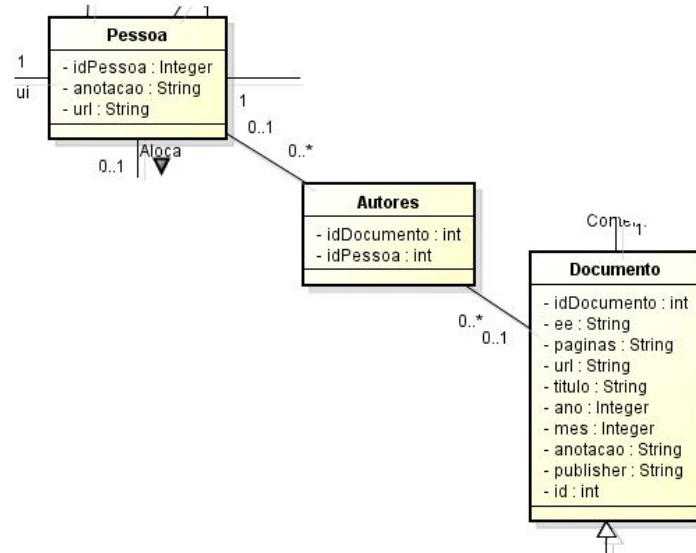 Pessoa
- idPessoa : Integer
- anotacao : String
- url : String
1
ui
1
0..1
0..*
0..1
Aloca
Autores
- idDocumento : int
- idPessoa : int
0..*
0..1
1
Documento
- idDocumento : int
- ee : String
- paginas : String
- url : String
- titulo : String
- ano : Integer
- mes : Integer
- anotacao : String
- publisher : String
- id : int